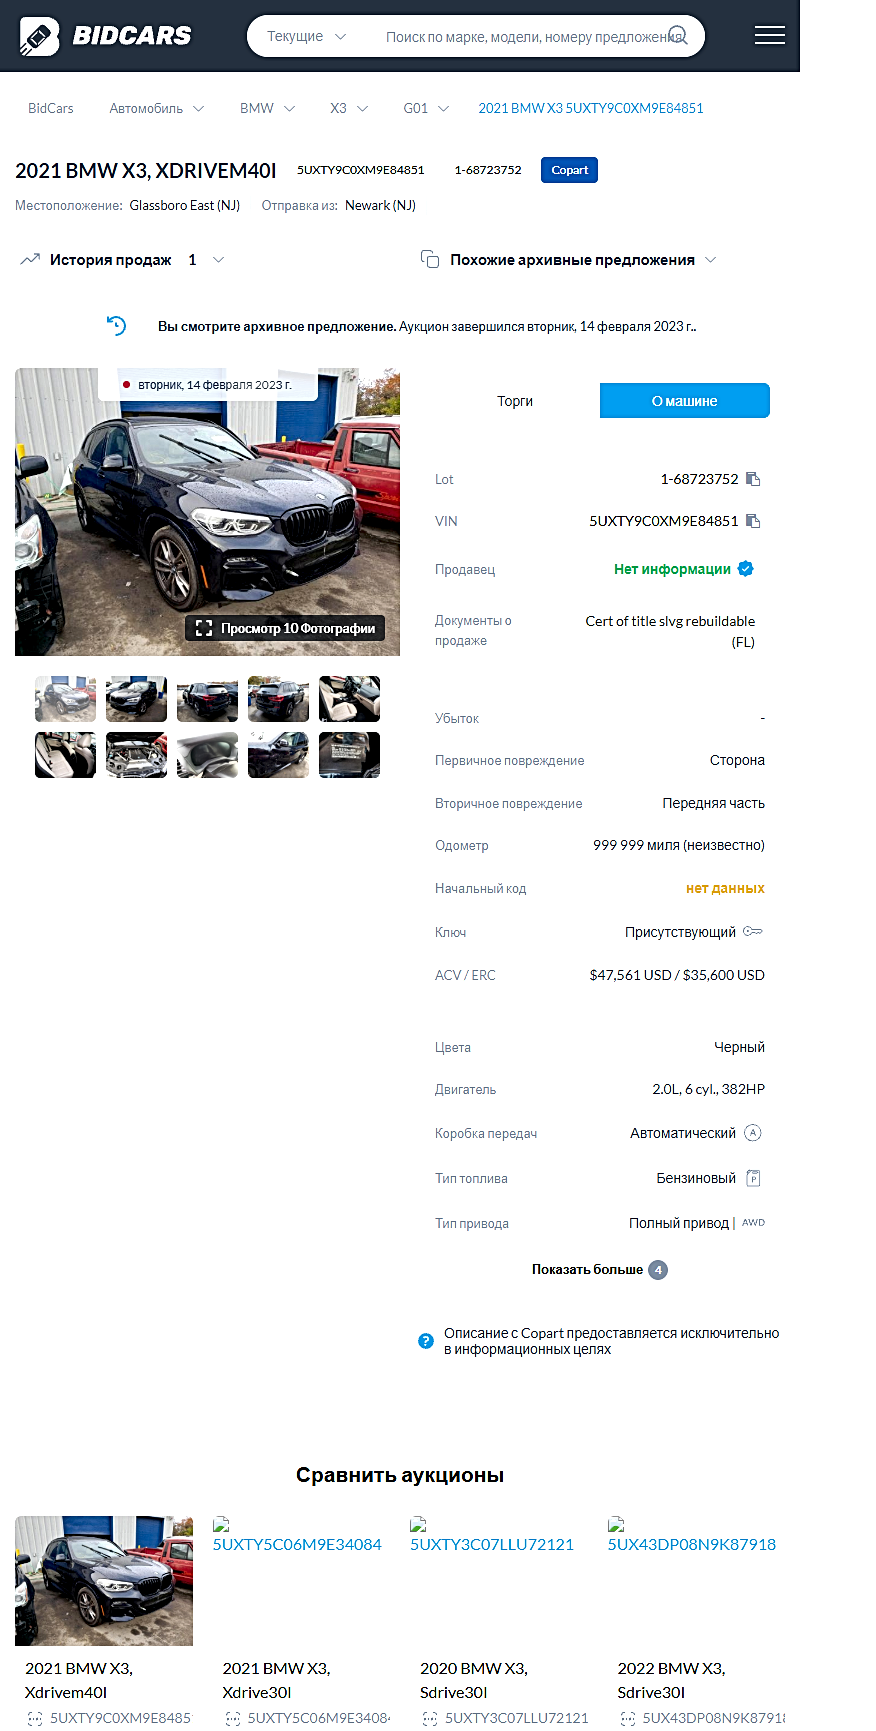 BIDCARS
Текущие
Поиск по марке, модели, номеру предложения
BidCars Автомобиль BMW X3 G01 2021 BMW X3 5UXTY9C0XM9E84851
2021 BMW X3, XDRIVEM40I 5UXTY9C0XM9E84851 1-68723752 Copart
Местоположение: Glassboro East (NJ) Отправка из: Newark (NJ)
История продаж 1
Похожие архивные предложения
Вы смотрите архивное предложение. Аукцион завершился вторник, 14 февраля 2023 г..
вторник, 14 февраля 2023 г.
Просмотр 10 Фотографии
Торги О машине
Lot 1-68723752
VIN 5UXTY9C0XM9E84851
Продавец Нет информации
Документы о продаже
Cert of title slvg rebuildable
(FL)
Убыток -
Первичное повреждение Сторона
Вторичное повреждение Передняя часть
Одометр 999 999 миля (неизвестно)
Начальный код нет данных
Ключ Присутствующий
ACV / ERC $47,561 USD / $35,600 USD
Цвета Черный
Двигатель 2.0L, 6 cyl., 382HP
Коробка передач Автоматический A
Тип топлива Бензиновый P
Тип привода Полный привод | AWD
Показать больше 4
? Описание с Copart предоставляется исключительно
в информационных целях
Сравнить аукционы
5UXTY5C06M9E34084 5UXTY3C07LLU72121 5UX43DP08N9K87918
2021 BMW X3,
Xdrivem40I
5UXTY9C0XM9E8485
2021 BMW X3,
Xdrive30I
5UXTY5C06M9E3408
2020 BMW X3,
Sdrive30I
5UXTY3C07LLU72121
2022 BMW X3,
Sdrive30I
5UX43DP08N9K8791